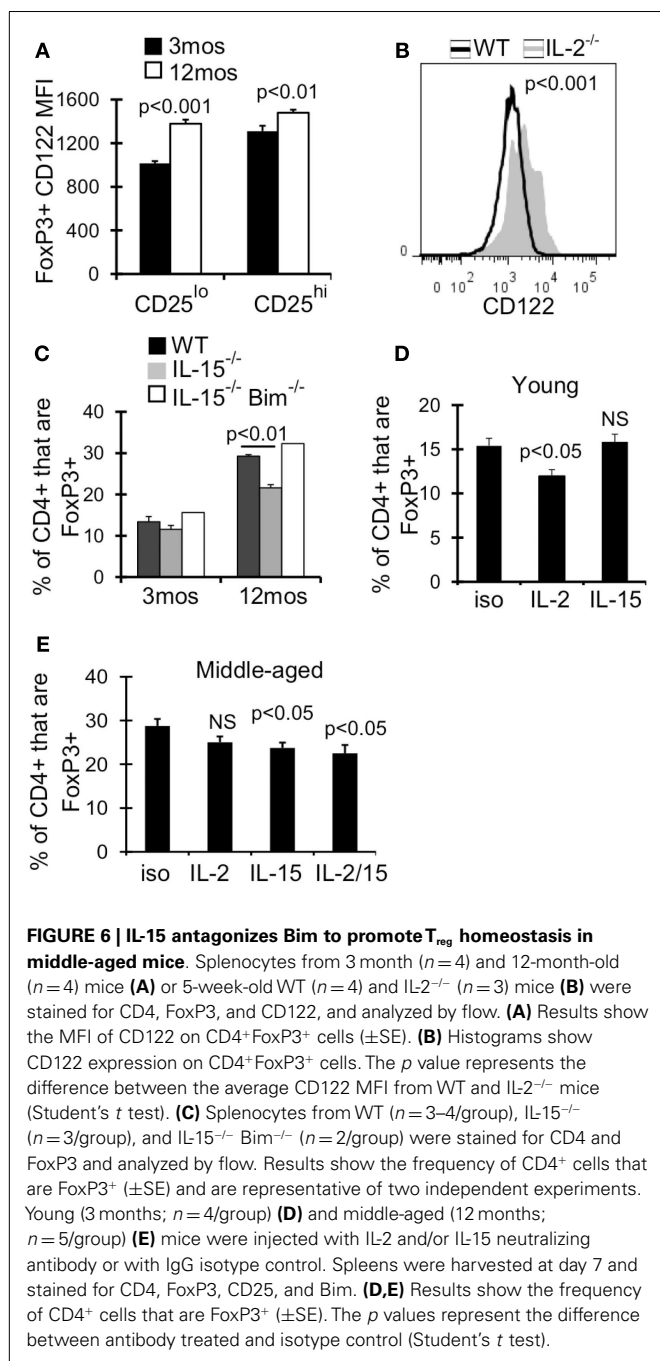 A
3mos
12mos
FoxP3+ CD122 MFI
1600
1200
800
400
0
p<0.001
p<0.01
CD25lo
CD25hi
B
WT IL-2-/-
p<0.001
0
0 10² 10³ 10⁴ 10⁵
CD122
C
WT
IL-15-/-
IL-15-/- Bim-/-
% of CD4+ that are
FoxP3+
40
30
20
10
0
p<0.01
3mos 12mos
D
Young
% of CD4+ that are
FoxP3+
20
15
10
5
0
p<0.05
NS
iso IL-2 IL-15
E
Middle-aged
% of CD4+ that are
FoxP3+
40
30
20
10
0
NS
p<0.05
p<0.05
iso IL-2 IL-15 IL-2/15
FIGURE 6 | IL-15 antagonizes Bim to promote Treg homeostasis in
middle-aged mice. Splenocytes from 3 month (n = 4) and 12-month-old
(n = 4) mice (A) or 5-week-old WT (n = 4) and IL-2−/− (n = 3) mice (B) were
stained for CD4, FoxP3, and CD122, and analyzed by flow. (A) Results show
the MFI of CD122 on CD4+FoxP3+ cells (±SE). (B) Histograms show
CD122 expression on CD4+FoxP3+ cells. The p value represents the
difference between the average CD122 MFI from WT and IL-2−/− mice
(Student's t test). (C) Splenocytes from WT (n = 3–4/group), IL-15−/−
(n = 3/group), and IL-15−/− Bim−/− (n = 2/group) were stained for CD4 and
FoxP3 and analyzed by flow. Results show the frequency of CD4+ cells that
are FoxP3+ (±SE) and are representative of two independent experiments.
Young (3 months; n = 4/group) (D) and middle-aged (12 months;
n = 5/group) (E) mice were injected with IL-2 and/or IL-15 neutralizing
antibody or with IgG isotype control. Spleens were harvested at day 7 and
stained for CD4, FoxP3, CD25, and Bim. (D,E) Results show the frequency
of CD4+ cells that are FoxP3+ (±SE). The p values represent the difference
between antibody treated and isotype control (Student's t test).